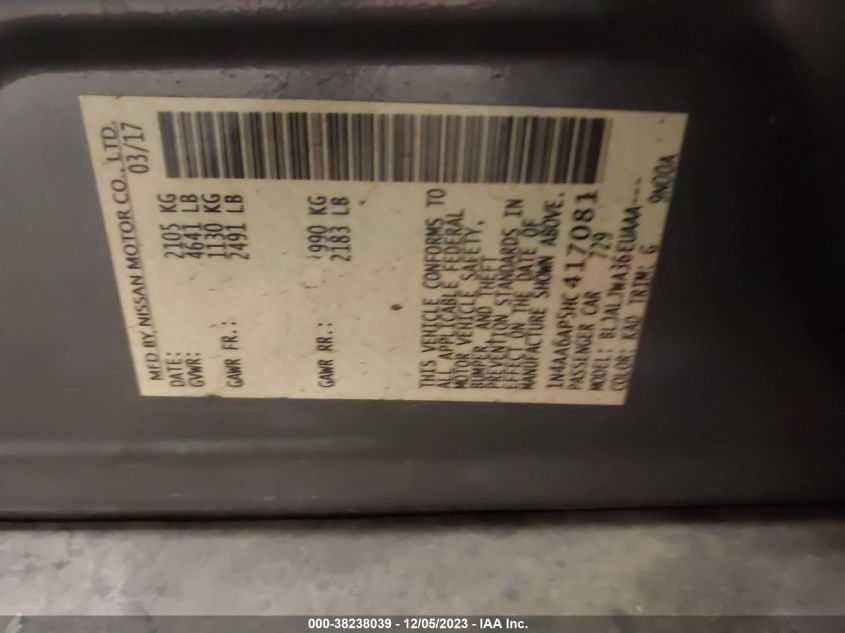 MFD BY NISSAN MOTOR CO., LTD.
DATE: 03/17
GVWR: 2105 KG
4641 LB
GAWR FR.: 1130 KG
2491 LB
GAWR RR.: 990 KG
2183 LB
THIS VEHICLE CONFORMS TO
ALL APPLICABLE FEDERAL
MOTOR VEHICLE SAFETY,
BUMPER, AND THEFT
PREVENTION STANDARDS IN
EFFECT ON THE DATE OF
MANUFACTURE SHOWN ABOVE.
1N4AA6AP5HC417081
PASSENGER CAR 729
MODEL: BLJALJWA36EUAAA---
COLOR: KAD TRIM: G 9N00A
000-38238039 - 12/05/2023 - IAA Inc.